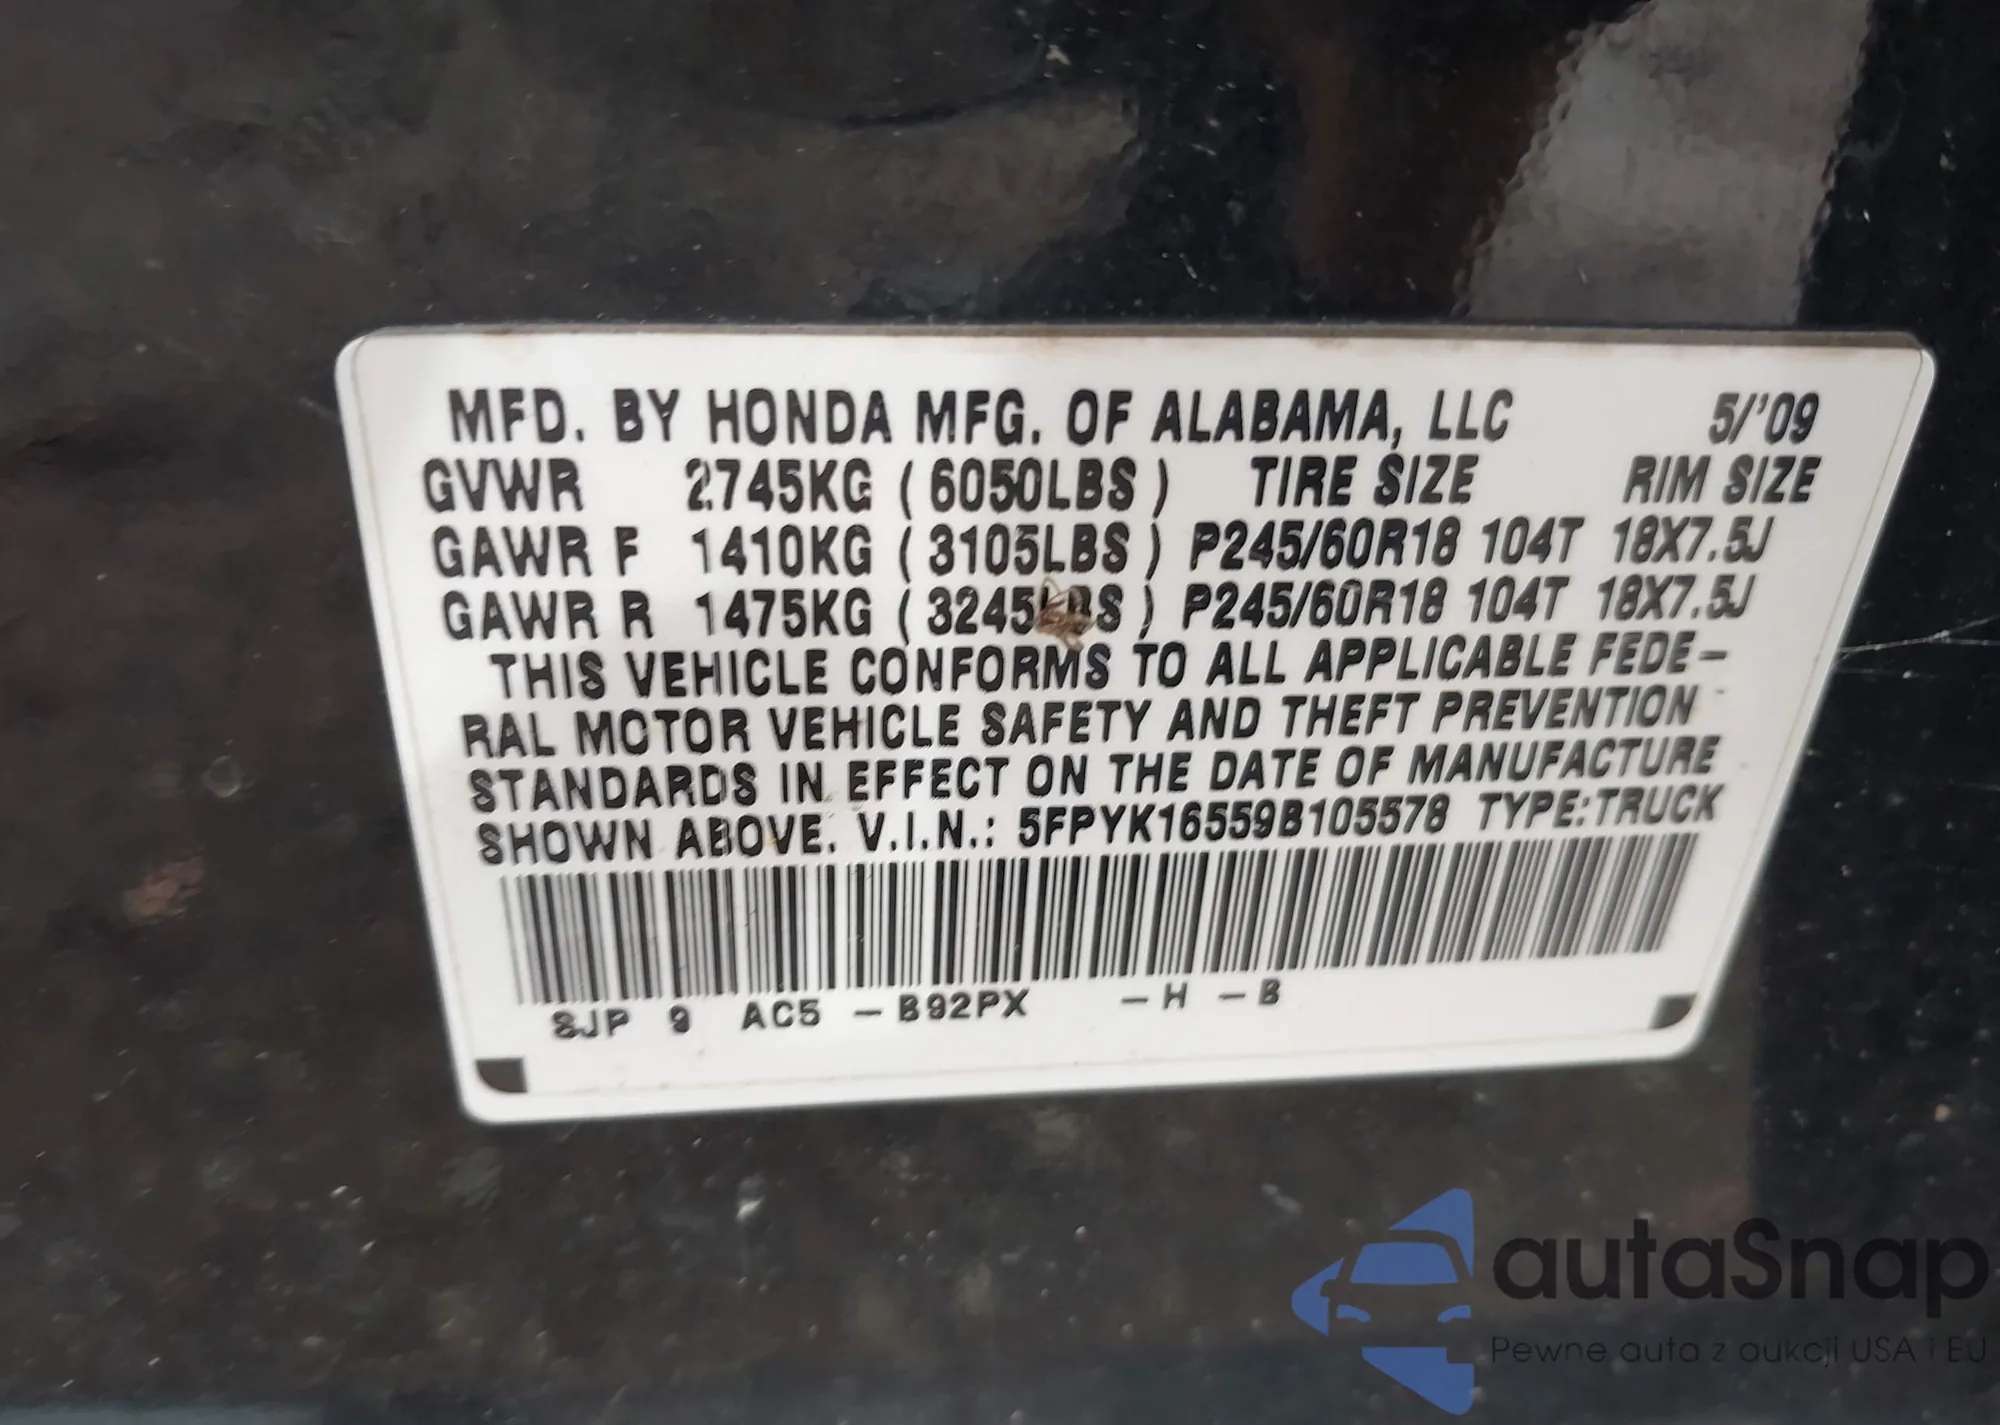 MFD. BY HONDA MFG. OF ALABAMA, LLC 5/'09
GVWR 2745KG ( 6050LBS ) TIRE SIZE RIM SIZE
GAWR F 1410KG ( 3105LBS ) P245/60R18 104T 18X7.5J
GAWR R 1475KG ( 3245LBS ) P245/60R18 104T 18X7.5J
THIS VEHICLE CONFORMS TO ALL APPLICABLE FEDE-
RAL MOTOR VEHICLE SAFETY AND THEFT PREVENTION
STANDARDS IN EFFECT ON THE DATE OF MANUFACTURE
SHOWN ABOVE. V.I.N.: 5FPYK16559B105578 TYPE:TRUCK
SJP 9 AC5 -B92PX -H -B
autaSnap
Pewne auta z aukcji USA i EU